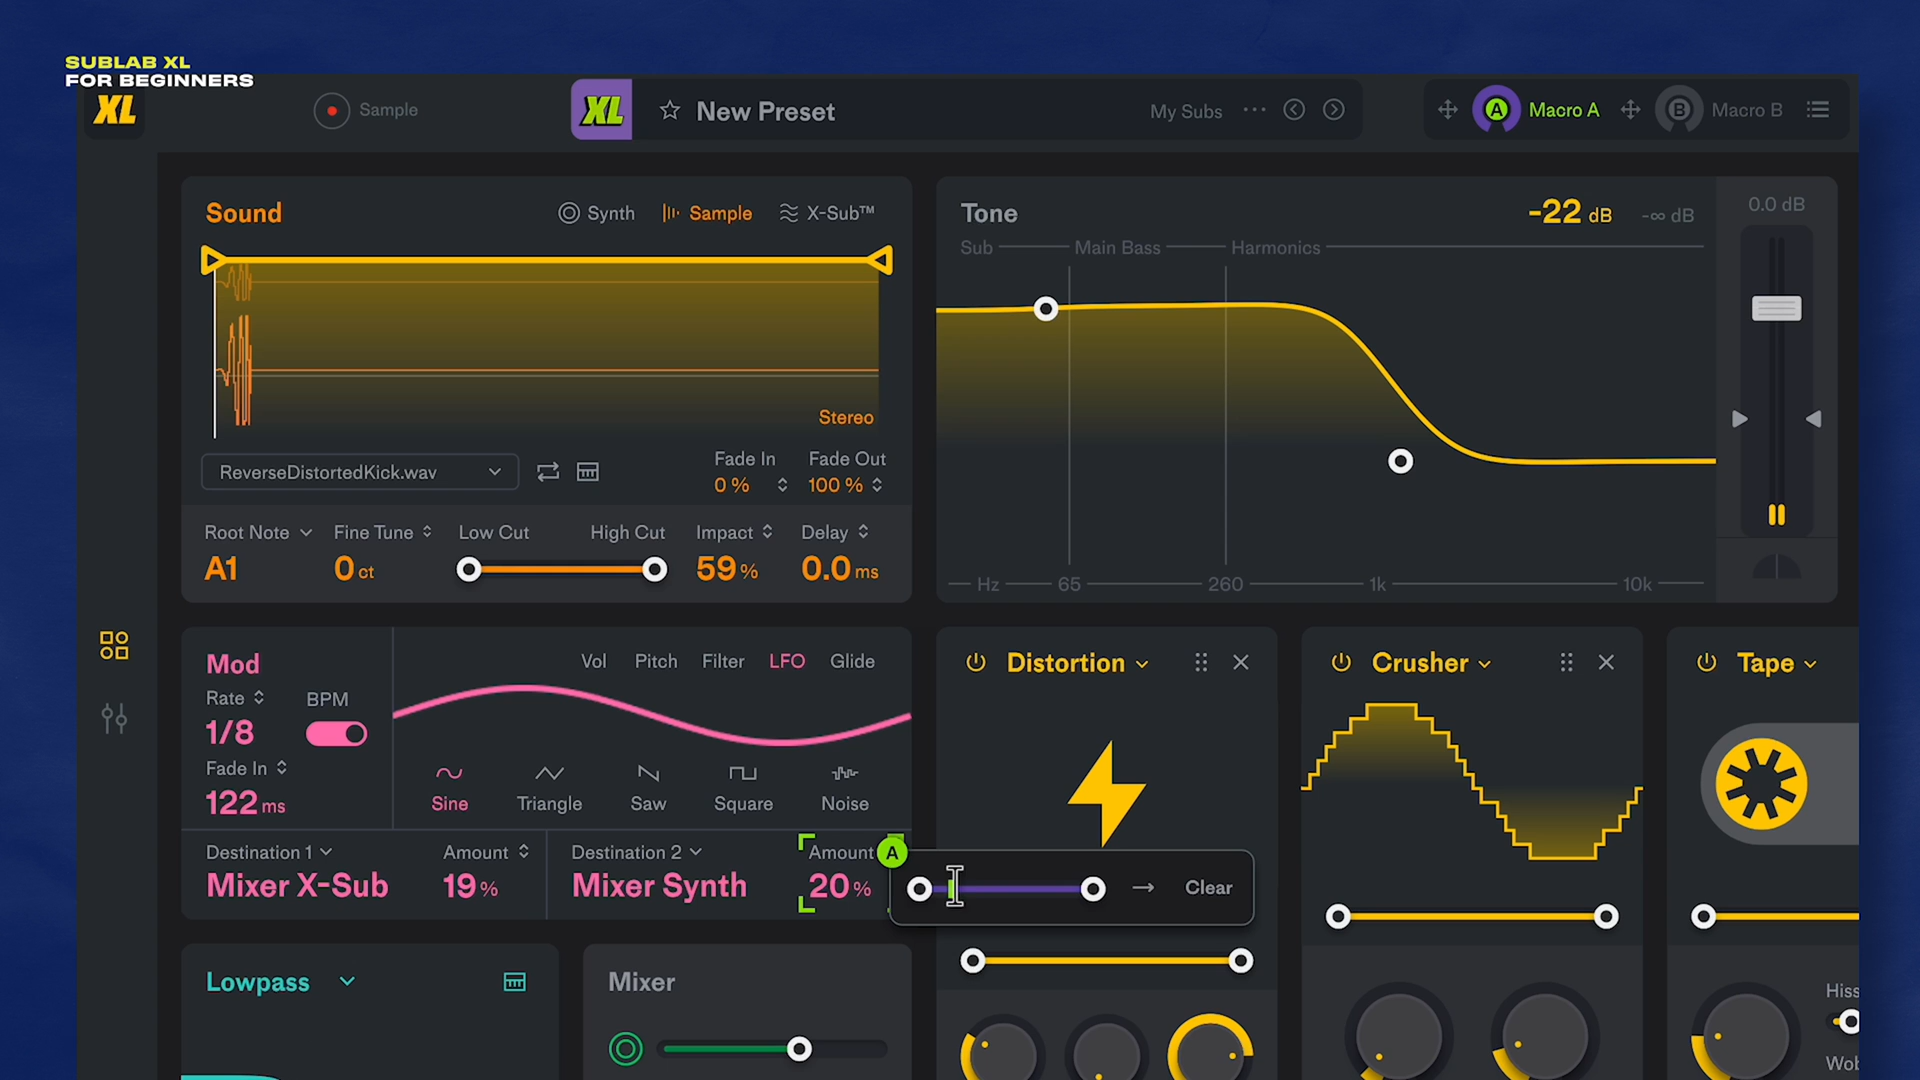 SUBLAB XL
FOR BEGINNERS
XL
Sample
XL
New Preset
My Subs
A
Macro A
B
Macro B
Sound
Synth
Sample
X-Sub™
Stereo
ReverseDistortedKick.wav
Fade In
0 %
Fade Out
100 %
Root Note
A1
Fine Tune
0 ct
Low Cut
High Cut
Impact
59 %
Delay
0.0 ms
Tone
-22 dB
-∞ dB
0.0 dB
Sub
Main Bass
Harmonics
Hz
65
260
1k
10k
Mod
Rate
1/8
BPM
Fade In
122 ms
Vol
Pitch
Filter
LFO
Glide
Sine
Triangle
Saw
Square
Noise
Destination 1
Mixer X-Sub
Amount
19 %
Destination 2
Mixer Synth
Amount
20 %
A
Clear
Distortion
Crusher
Tape
Lowpass
Mixer
Hiss